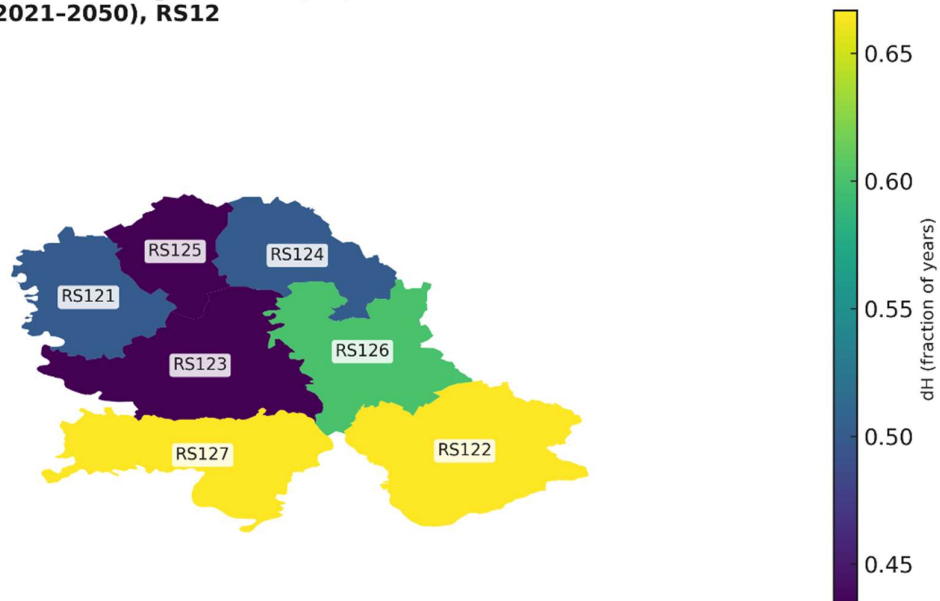 2021–2050), RS12
0.65
RS125
RS124
0.60
RS121
0.55
RS126
RS123
0.50
RS127
RS122
0.45
dH (fraction of years)